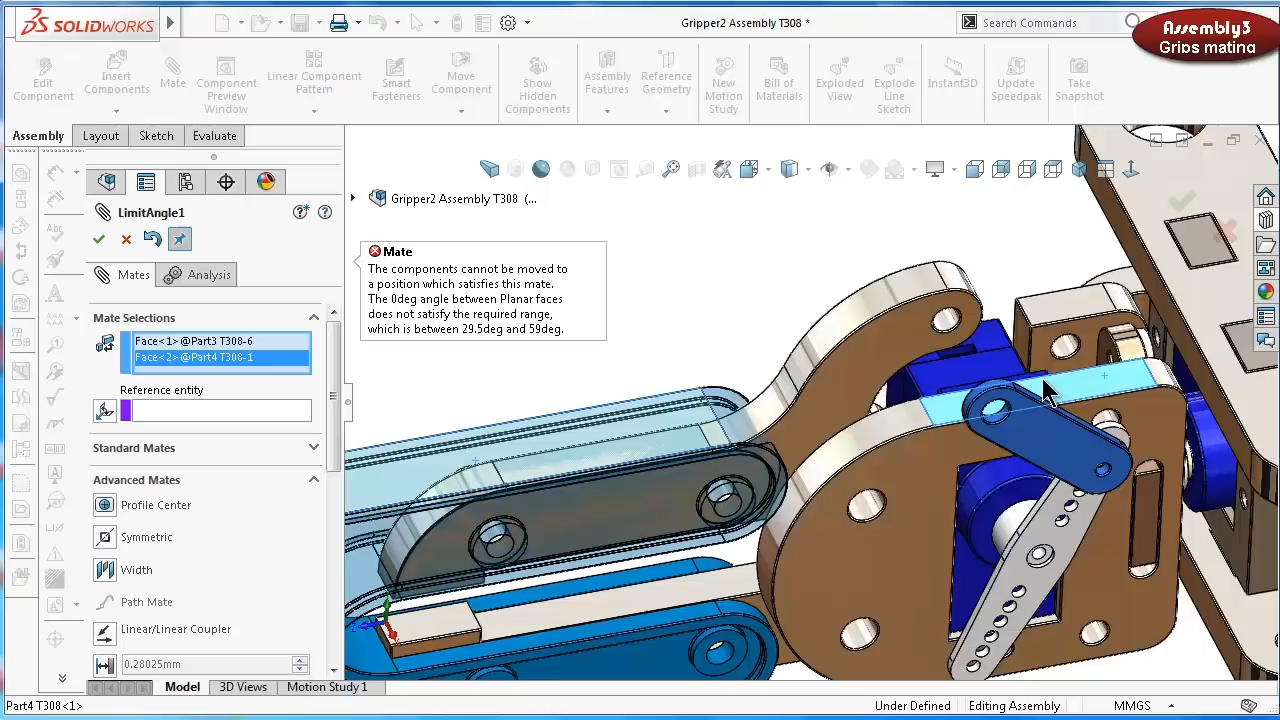 SOLIDWORKS
Gripper2 Assembly T308 *
Search Commands
Assembly3
Grips matina
Edit
Component
Insert
Components
Mate
Component
Preview
Window
Linear Component
Pattern
Smart
Fasteners
Move
Component
Show
Hidden
Components
Assembly
Features
Reference
Geometry
New
Motion
Study
Bill of
Materials
Exploded
View
Explode
Line
Sketch
Instant3D
Update
Speedpak
Take
Snapshot
Assembly
Layout
Sketch
Evaluate
Gripper2 Assembly T308 (...
LimitAngle1
Mates
Analysis
Mate
The components cannot be moved to
a position which satisfies this mate.
The 0deg angle between Planar faces
does not satisfy the required range,
which is between 29.5deg and 59deg.
Mate Selections
Face<1> @Part3 T308-6
Face<2> @Part4 T308-1
Reference entity
Standard Mates
Advanced Mates
Profile Center
Symmetric
Width
Path Mate
Linear/Linear Coupler
0.28025mm
Model
3D Views
Motion Study 1
Part4 T308<1>
Under Defined
Editing Assembly
MMGS